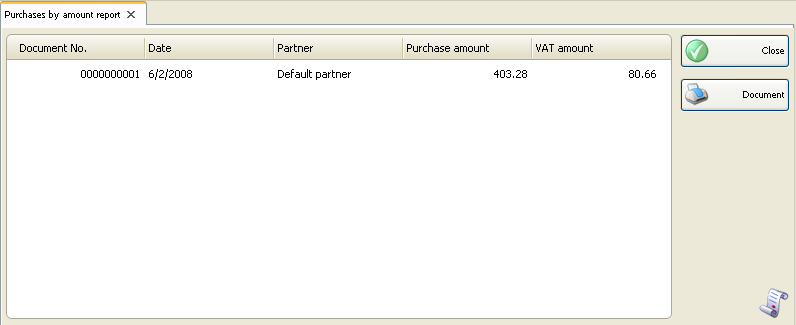 Purchases by amount report
Document No. Date Partner Purchase amount VAT amount
0000000001 6/2/2008 Default partner 403.28 80.66
Close
Document